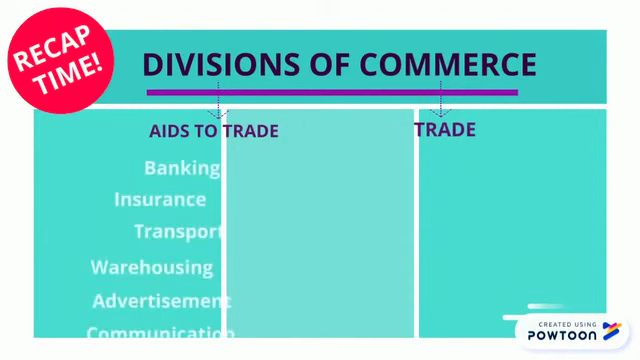 RECAP
TIME!
DIVISIONS OF COMMERCE
AIDS TO TRADE
TRADE
Banking
Insurance
Transport
Warehousing
Advertisement
Communication
CREATED USING
POWTOON